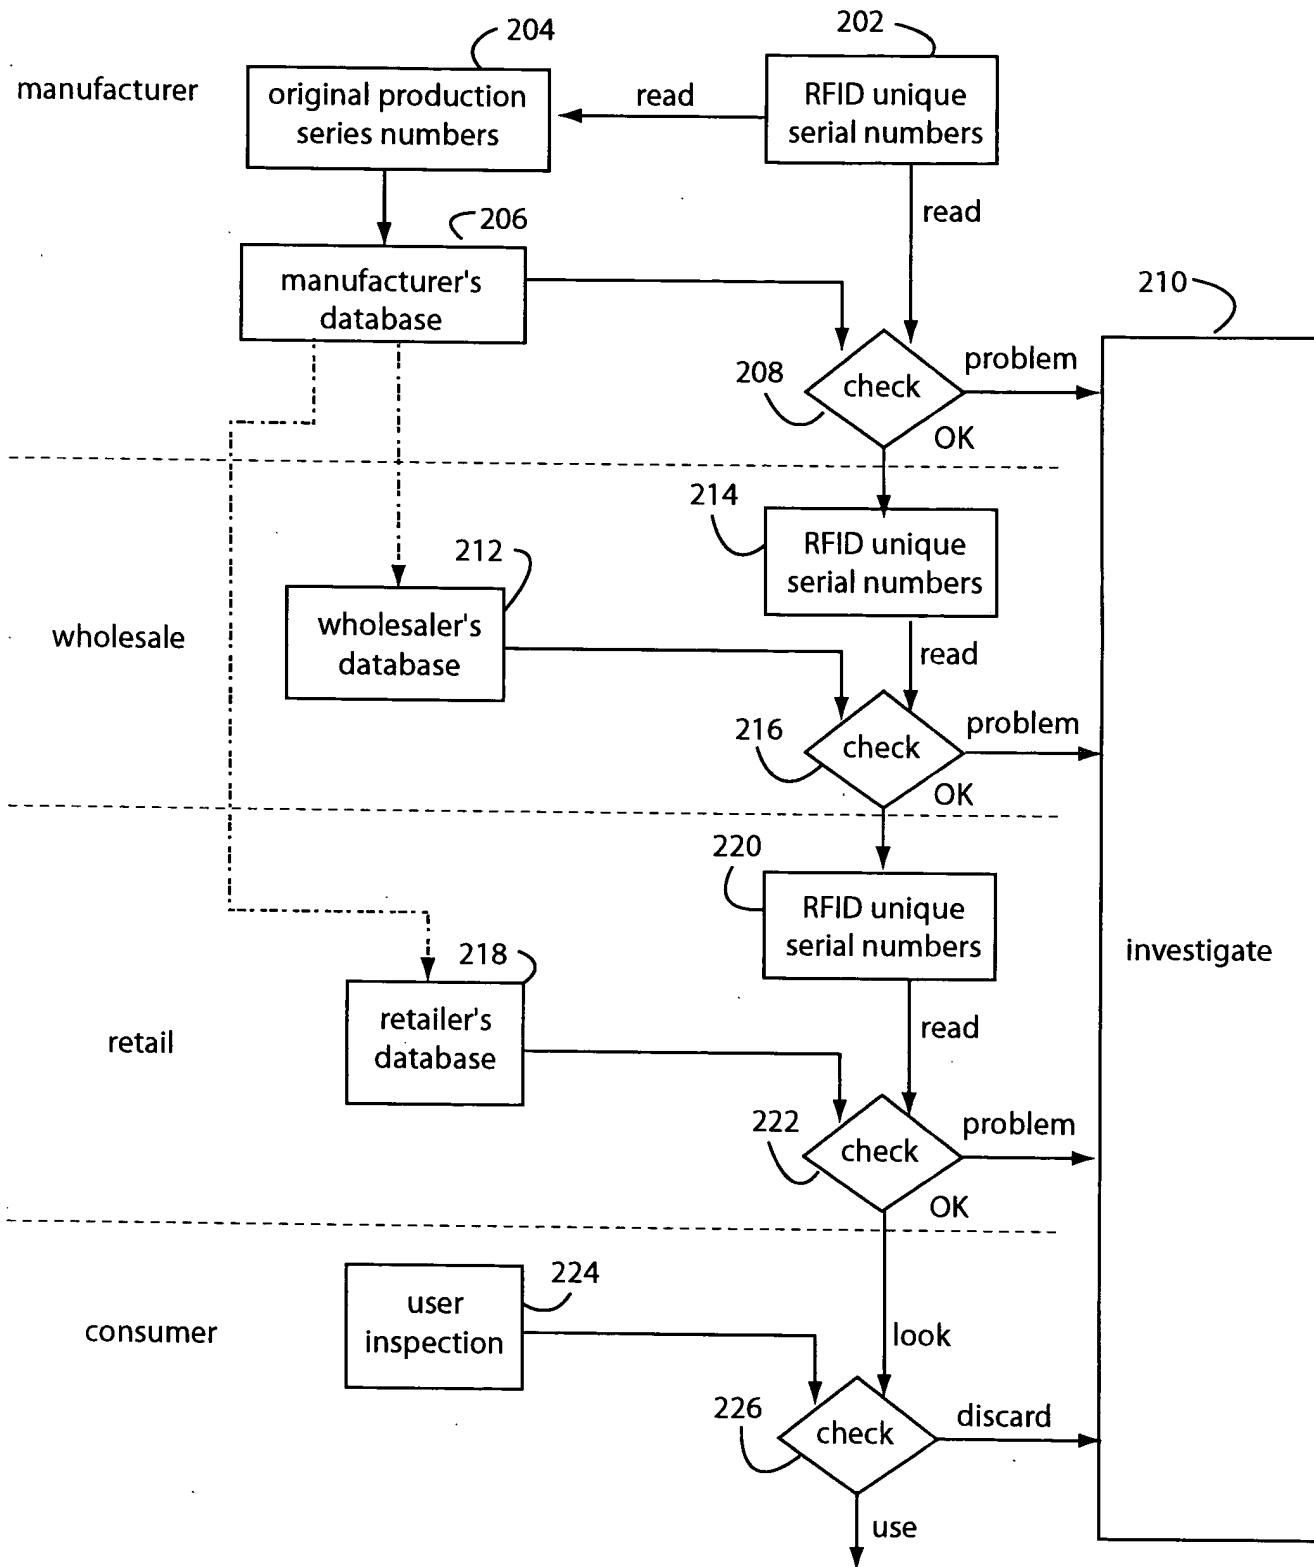 204
202
manufacturer
original production
series numbers
read
RFID unique
serial numbers
206
read
manufacturer's
database
210
208
check
problem
OK
214
RFID unique
serial numbers
212
wholesale
wholesaler's
database
read
216
check
problem
OK
220
RFID unique
serial numbers
investigate
218
retail
retailer's
database
read
222
check
problem
OK
224
consumer
user
inspection
look
226
check
discard
use